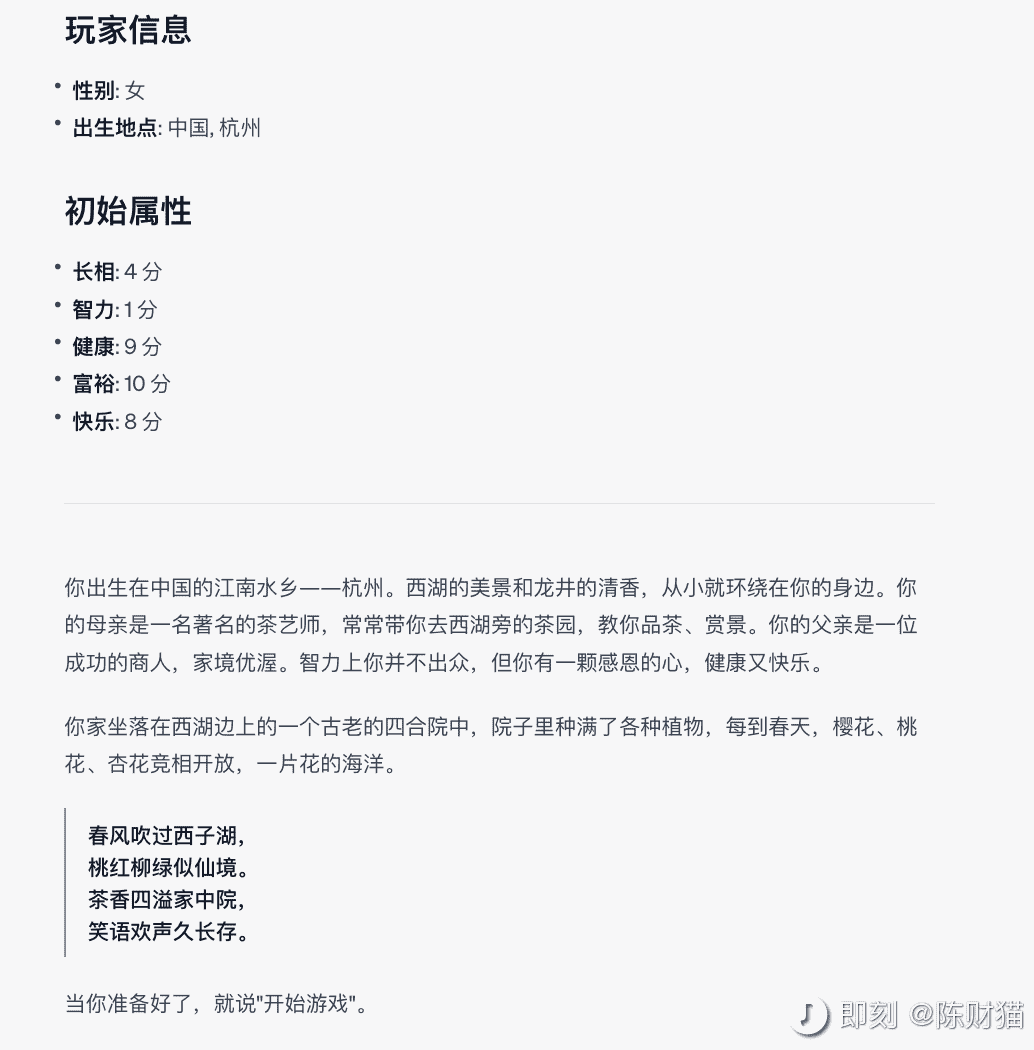 玩家信息
• 性别: 女
• 出生地点: 中国, 杭州
初始属性
• 长相: 4 分
• 智力: 1 分
• 健康: 9 分
• 富裕: 10 分
• 快乐: 8 分
你出生在中国的江南水乡——杭州。西湖的美景和龙井的清香，从小就环绕在你的身边。你
的母亲是一名著名的茶艺师，常常带你去西湖旁的茶园，教你品茶、赏景。你的父亲是一位
成功的商人，家境优渥。智力上你并不出众，但你有一颗感恩的心，健康又快乐。
你家坐落在西湖边上的一个古老的四合院中，院子里种满了各种植物，每到春天，樱花、桃
花、杏花竞相开放，一片花的海洋。
春风吹过西子湖，
桃红柳绿似仙境。
茶香四溢家中院，
笑语欢声久长存。
当你准备好了，就说"开始游戏"。
即刻 @陈财猫